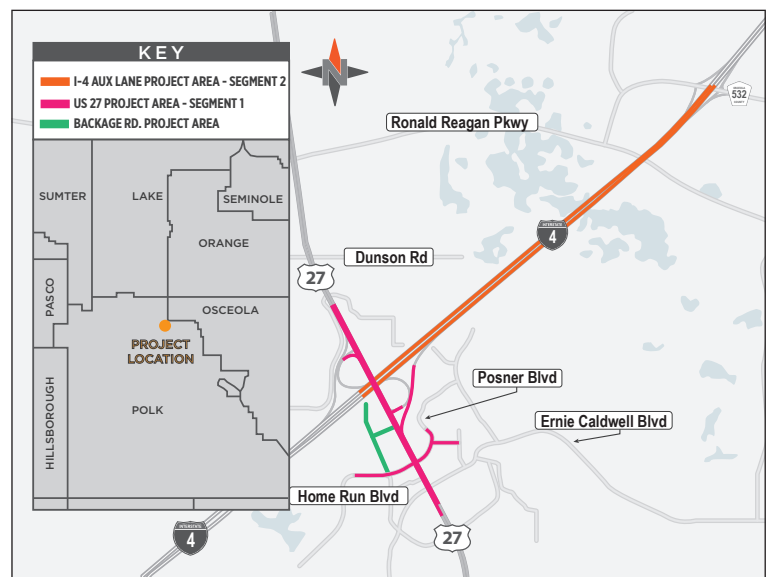 KEY
I-4 AUX LANE PROJECT AREA - SEGMENT 2
US 27 PROJECT AREA - SEGMENT 1
BACKAGE RD. PROJECT AREA
SUMTER
LAKE
SEMINOLE
ORANGE
PASCO
OSCEOLA
PROJECT
LOCATION
HILLSBOROUGH
POLK
N
532
Ronald Reagan Pkwy
INTERSTATE
4
Dunson Rd
27
Posner Blvd
Ernie Caldwell Blvd
Home Run Blvd
INTERSTATE
4
27